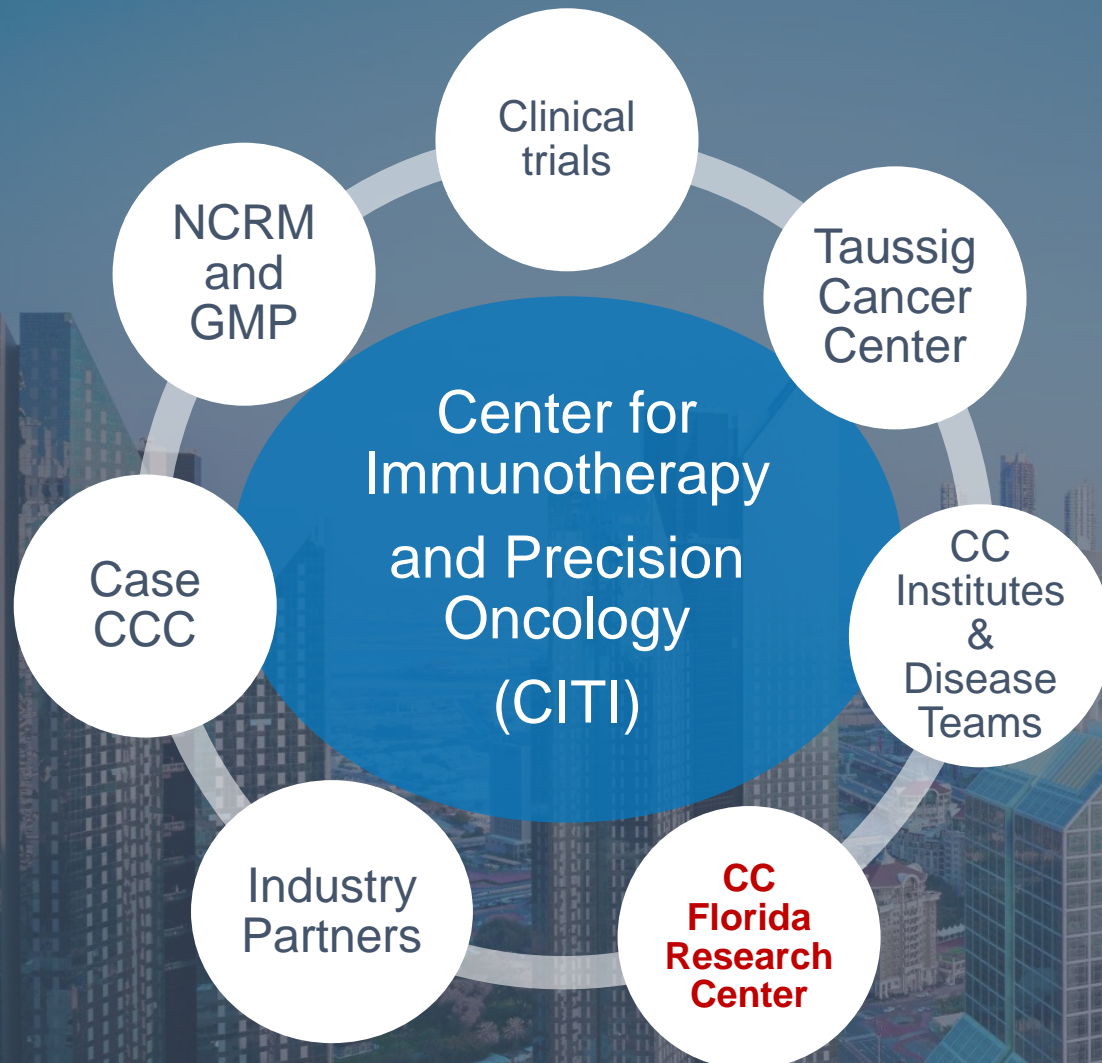 Clinical
trials
Taussig
Cancer
Center
CC
Institutes
&
Disease
Teams
CC
Florida
Research
Center
Industry
Partners
Case
CCC
NCRM
and
GMP
Center for
Immunotherapy
and Precision
Oncology
(CITI)